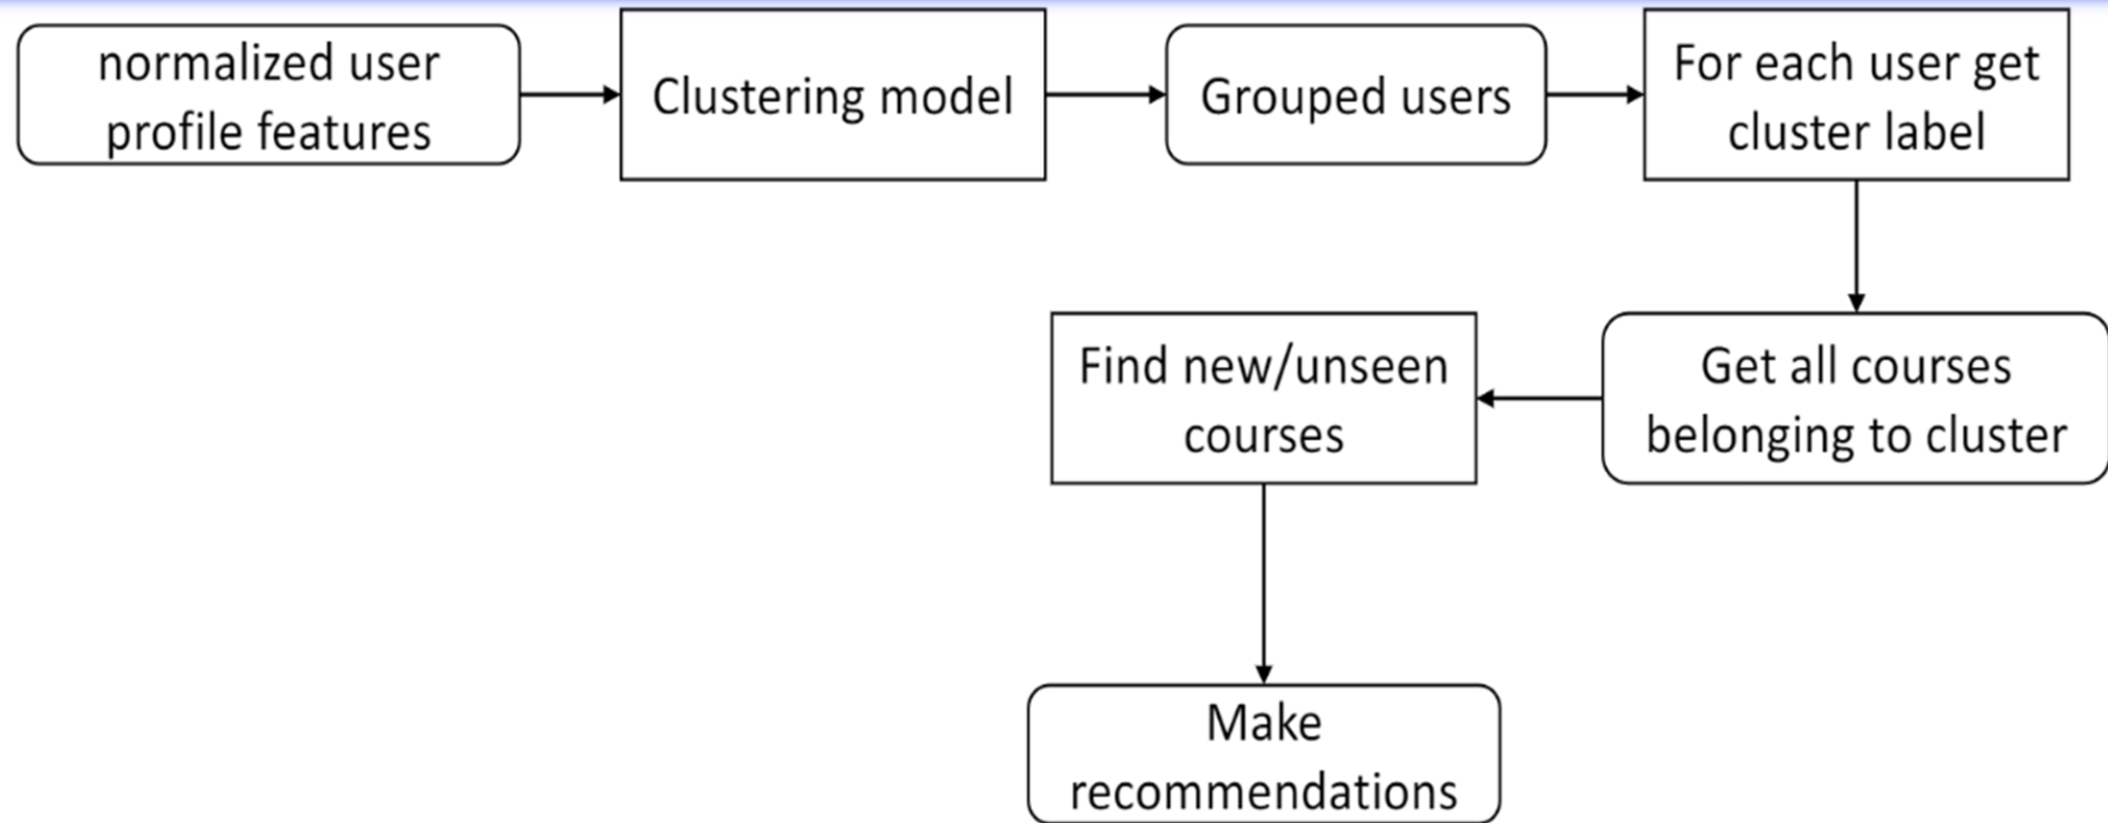 normalized user
profile features
Clustering model
Grouped users
For each user get
cluster label
Get all courses
belonging to cluster
Find new/unseen
courses
Make
recommendations